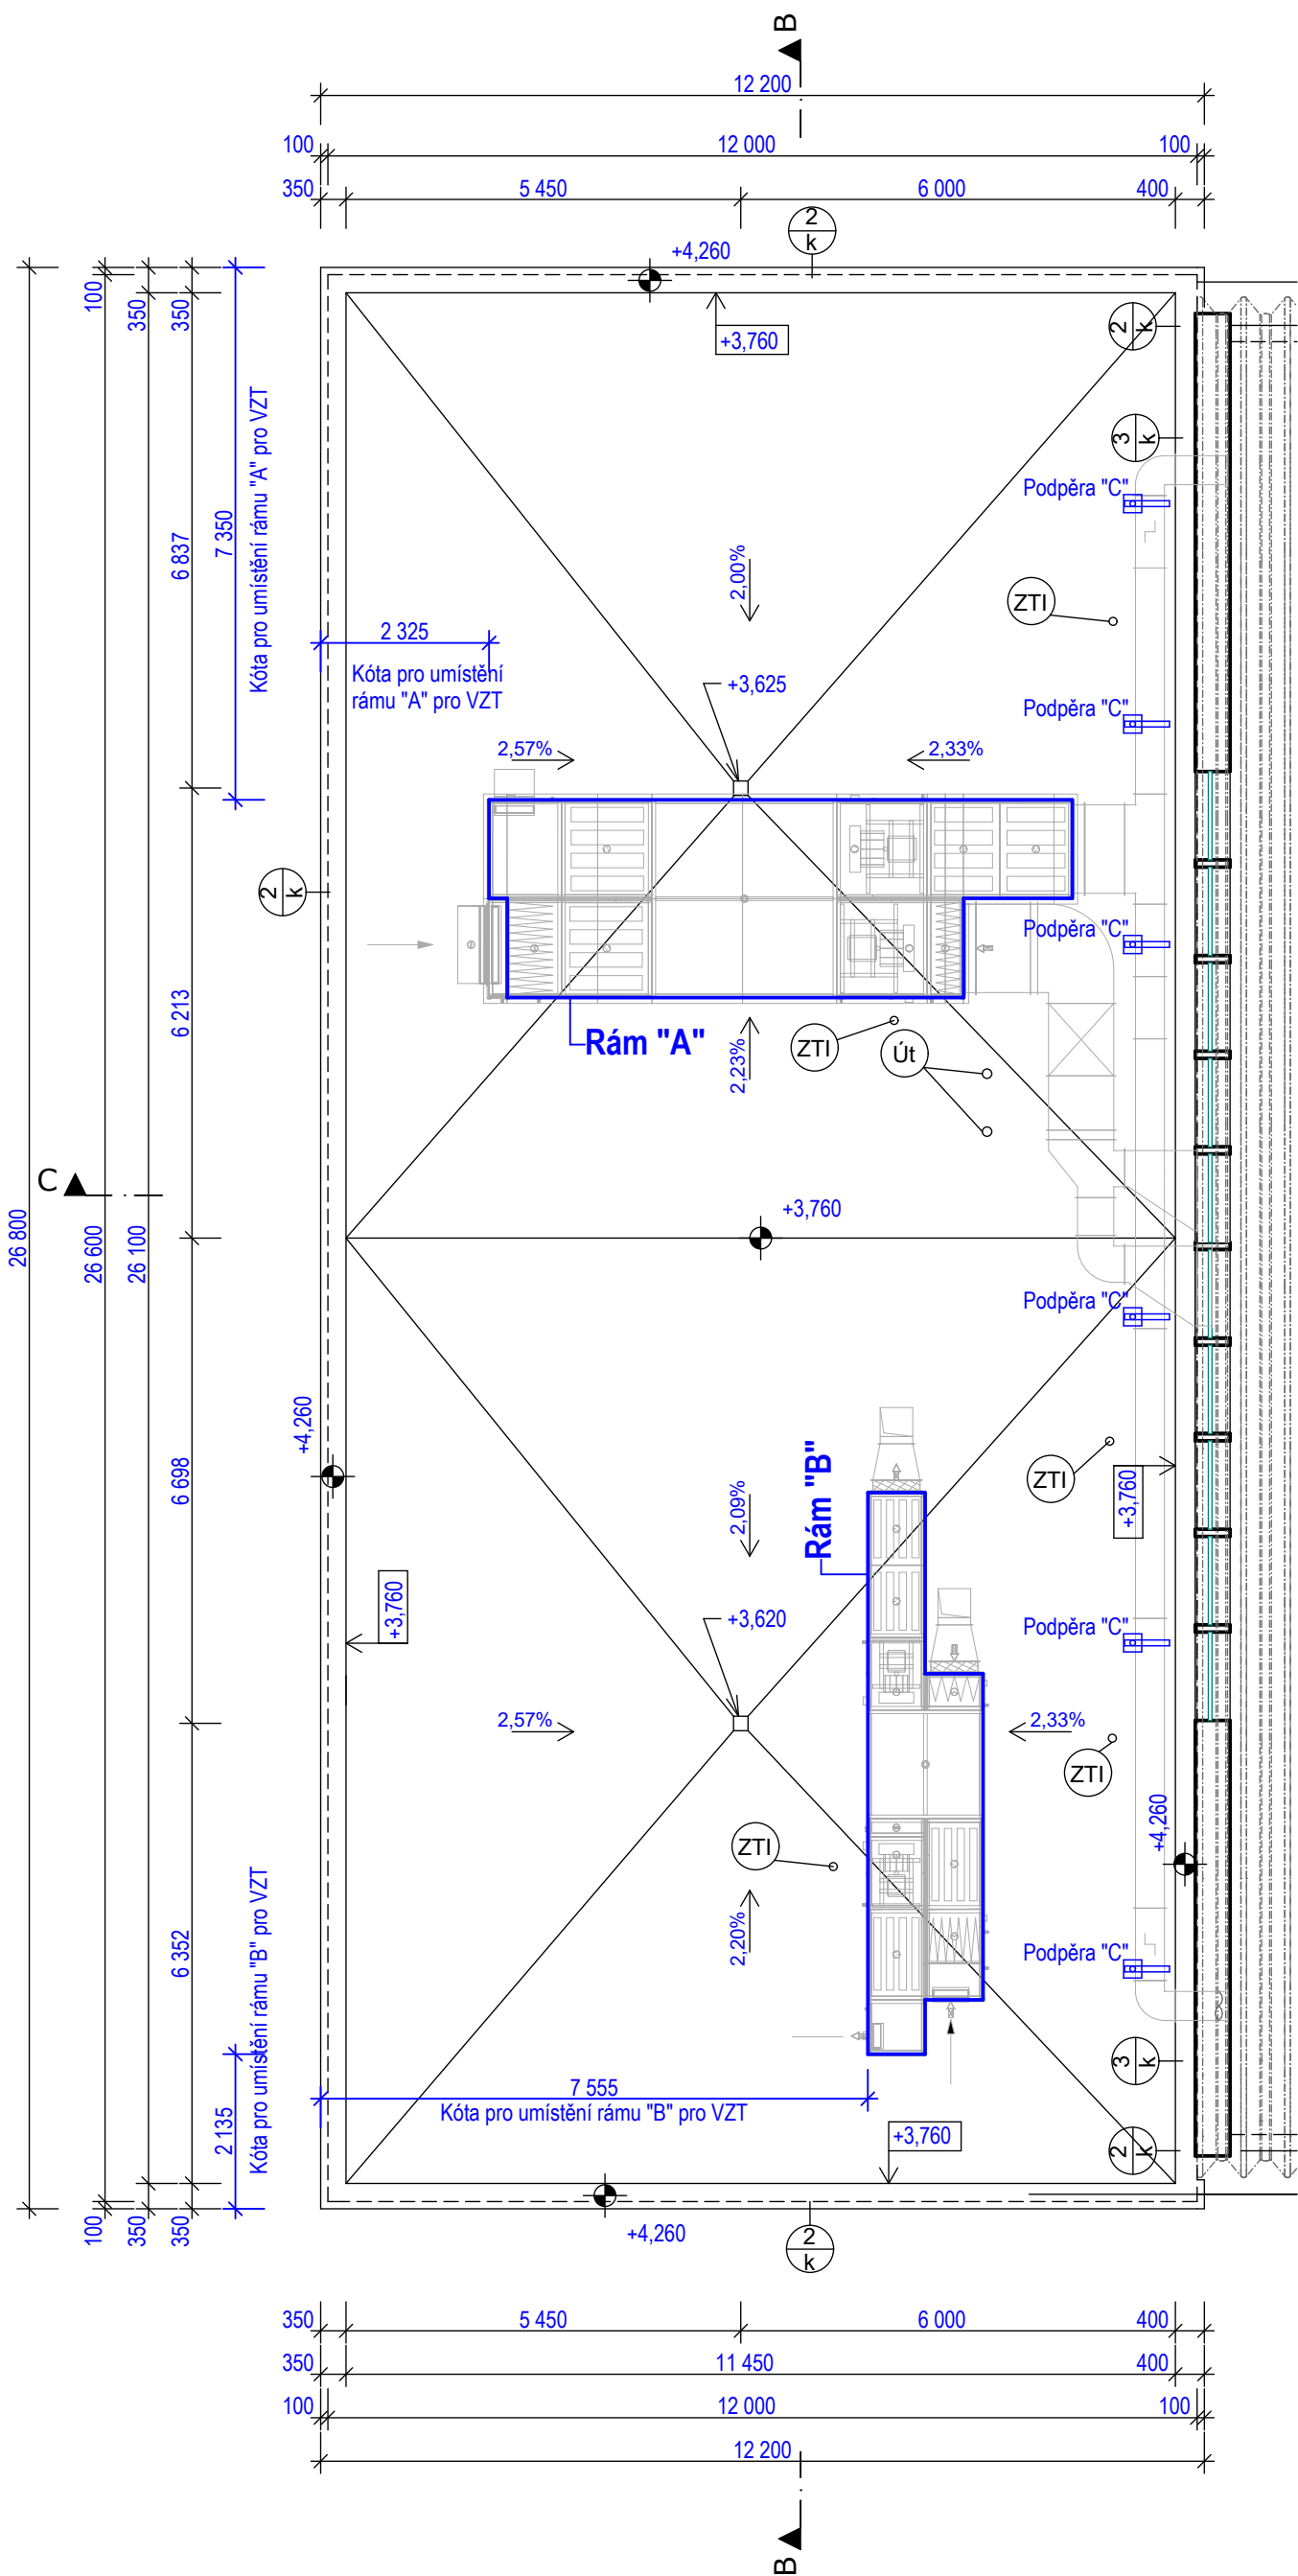 B
12 200
100
12 000
100
350
5 450
6 000
400
2
k
+4,260
100
350
350
+3,760
2
k
3
k
Podpěra "C"
7 350
Kóta pro umístění rámu "A" pro VZT
6 837
2,00%
ZTI
2 325
Kóta pro umístění
rámu "A" pro VZT
+3,625
Podpěra "C"
2,57%
2,33%
2
k
Podpěra "C"
6 213
Rám "A"
2,23%
ZTI
Út
C
+3,760
26 800
26 600
26 100
Podpěra "C"
+4,260
6 698
2,09%
Rám "B"
ZTI
+3,760
+3,760
+3,620
Podpěra "C"
2,57%
2,33%
ZTI
+4,260
ZTI
6 352
Kóta pro umístění rámu "B" pro VZT
2,20%
Podpěra "C"
3
k
7 555
Kóta pro umístění rámu "B" pro VZT
2 135
+3,760
2
k
100
350
350
+4,260
2
k
350
5 450
6 000
400
350
11 450
400
100
12 000
100
12 200
B